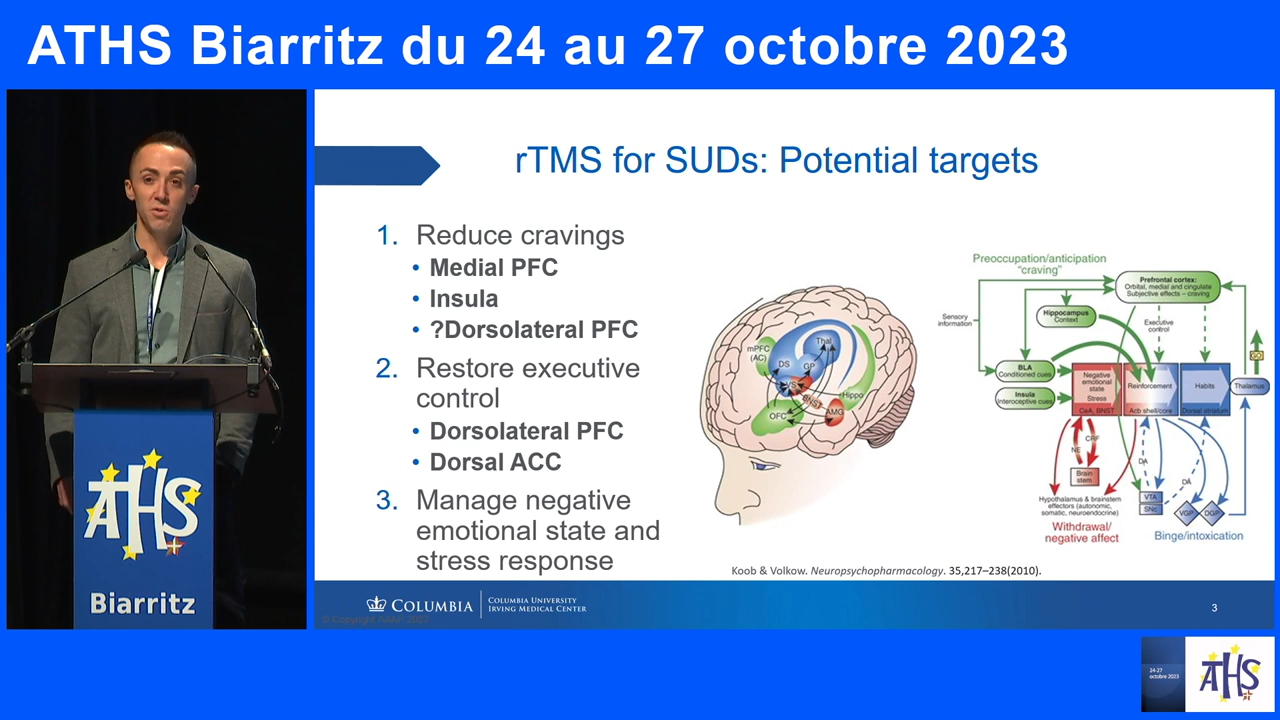 ATHS Biarritz du 24 au 27 octobre 2023
rTMS for SUDs: Potential targets
1. Reduce cravings
• Medial PFC
• Insula
• ?Dorsolateral PFC
2. Restore executive
control
• Dorsolateral PFC
• Dorsal ACC
3. Manage negative
emotional state and
stress response
mPFC
(AC)
Thal
DS
GP
VS
BNST
Hippo
OFC
AMG
Preoccupation/anticipation
"craving"
Prefrontal cortex:
Orbital, medial and cingulate
Subjective effects – craving
Sensory
information
Hippocampus
Context
Executive
control
GO
BLA
Conditioned cues
Insula
Interoceptive cues
Negative
emotional
state
Stress
CeA, BNST
Reinforcement
Acb shell/core
Habits
Dorsal striatum
Thalamus
NE
CRF
Brain
stem
DA
DA
VTA
SNc
VGP
DGP
Hypothalamus & brainstem
effectors (autonomic,
somatic, neuroendocrine)
Withdrawal/
negative affect
Binge/intoxication
Koob & Volkow. Neuropsychopharmacology. 35,217–238(2010).
COLUMBIA
COLUMBIA UNIVERSITY
IRVING MEDICAL CENTER
3
ATHS
Biarritz
24-27
octobre 2023
ATHS